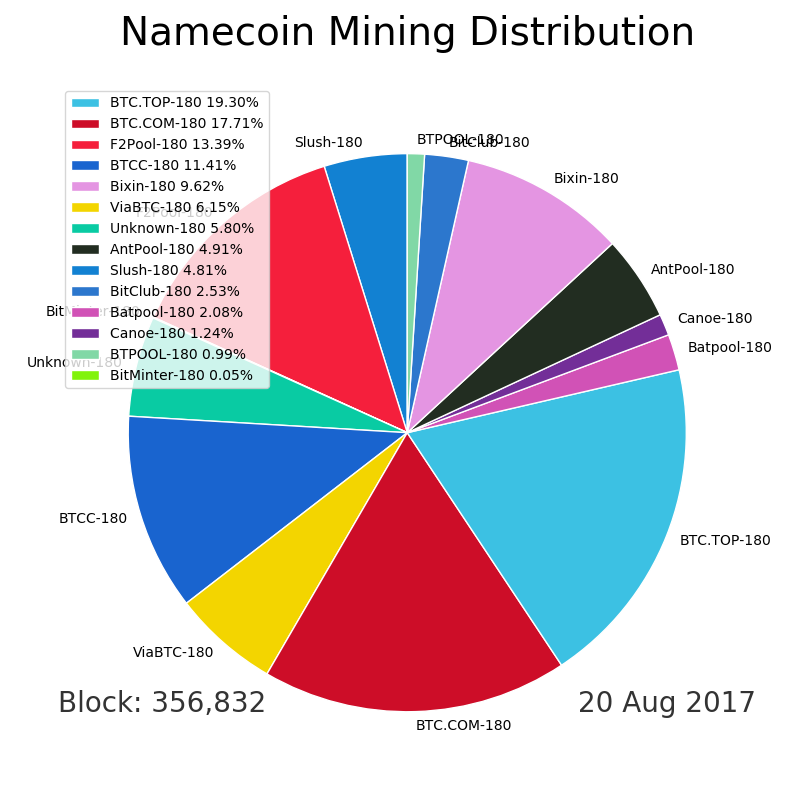 Namecoin Mining Distribution
BTC.TOP-180 19.30%
BTC.COM-180 17.71%
F2Pool-180 13.39%
BTCC-180 11.41%
Bixin-180 9.62%
ViaBTC-180 6.15%
Unknown-180 5.80%
AntPool-180 4.91%
Slush-180 4.81%
BitClub-180 2.53%
Batpool-180 2.08%
Canoe-180 1.24%
BTPOOL-180 0.99%
BitMinter-180 0.05%
Slush-180
BTPOOL-180
BitClub-180
Bixin-180
AntPool-180
Canoe-180
Batpool-180
BTC.TOP-180
BTC.COM-180
ViaBTC-180
BTCC-180
Unknown-180
BitMinter-180
F2Pool-180
Block: 356,832
20 Aug 2017